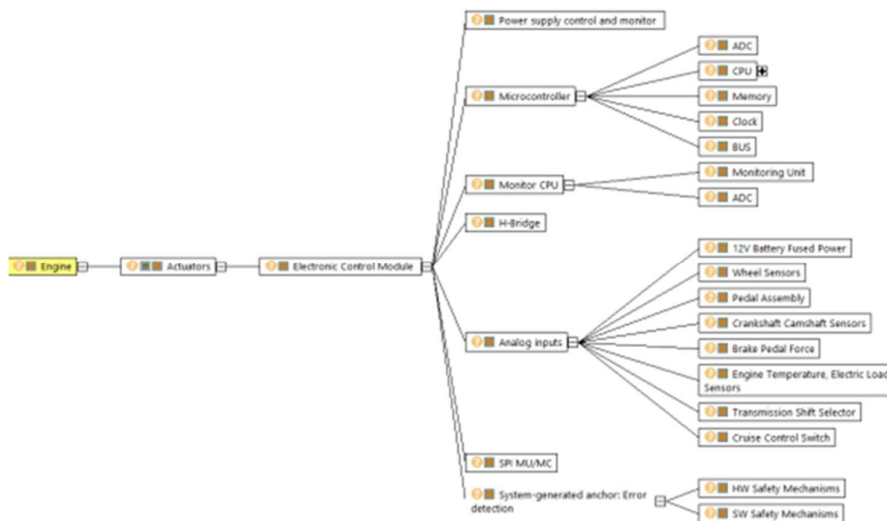 Power supply control and monitor
ADC
CPU
Microcontroller
Memory
Clock
BUS
Monitoring Unit
Monitor CPU
ADC
H-Bridge
12V Battery Fused Power
Engine
Actuators
Electronic Control Module
Wheel Sensors
Pedal Assembly
Crankshaft Camshaft Sensors
Analog inputs
Brake Pedal Force
Engine Temperature, Electric Load
Sensors
Transmission Shift Selector
Cruise Control Switch
SPI MU/MC
System-generated anchor: Error
detection
HW Safety Mechanisms
SW Safety Mechanisms